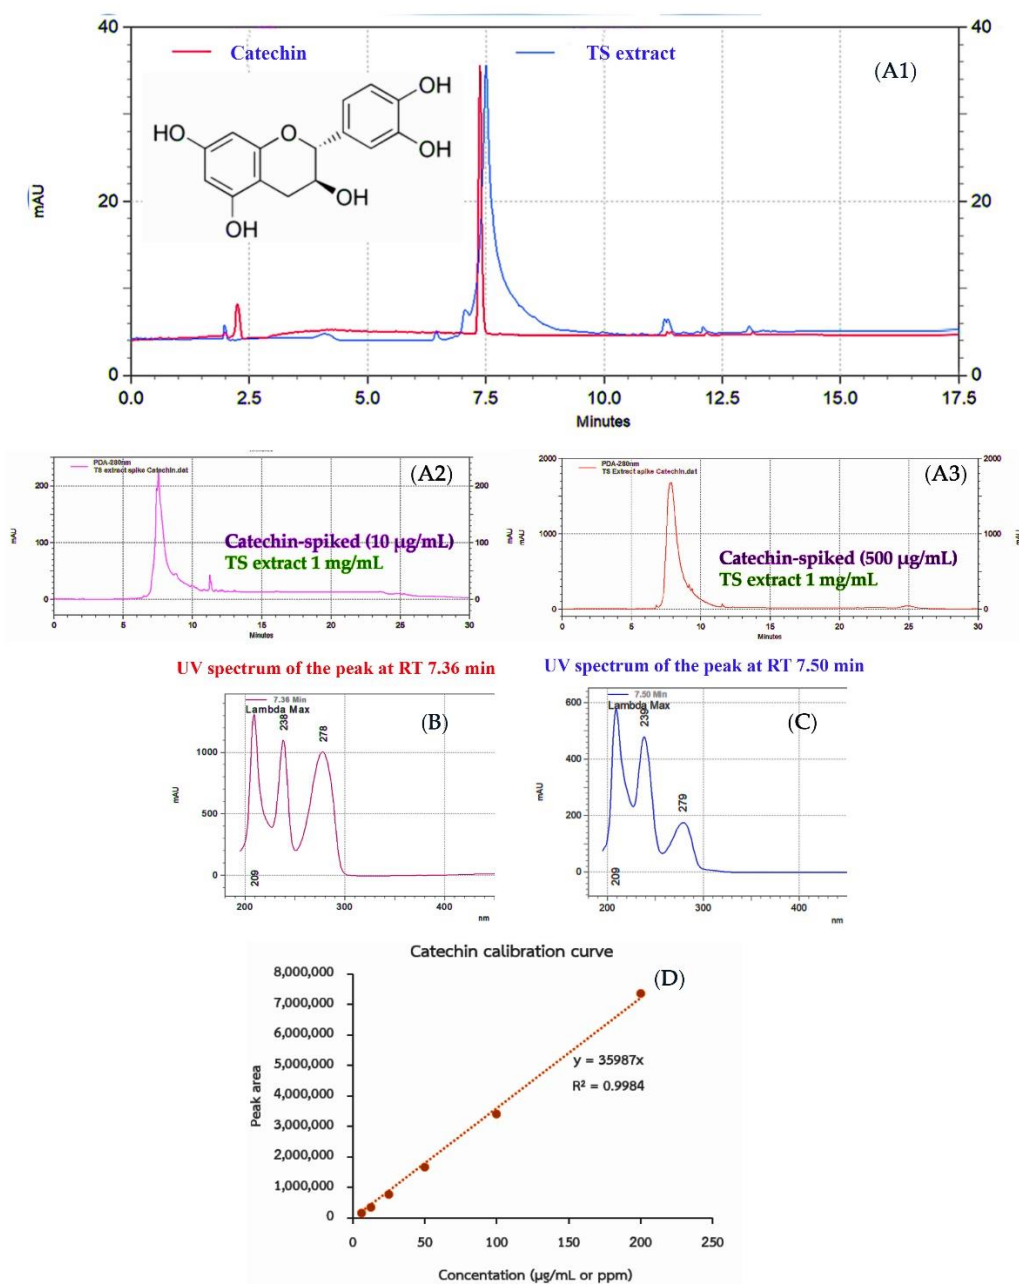 40
40
Catechin
TS extract
(A1)
OH
HO
O
OH
OH
OH
mAU
20
20
0
0
0.0
2.5
5.0
7.5
10.0
12.5
15.0
17.5
Minutes
PDA-280nm
TS extract spike Catechin.dat
(A2)
200
200
mAU
mAU
100
100
Catechin-spiked (10 µg/mL)
TS extract 1 mg/mL
0
0
0
5
10
15
20
25
30
Minutes
PDA-280nm
TS Extract spike Catechin.dat
(A3)
2000
2000
mAU
mAU
1000
1000
Catechin-spiked (500 µg/mL)
TS extract 1 mg/mL
0
0
0
5
10
15
20
25
30
Minutes
UV spectrum of the peak at RT 7.36 min
UV spectrum of the peak at RT 7.50 min
7.36 Min
Lambda Max
238
278
(B)
1000
mAU
500
0
209
200
300
400
nm
7.50 Min
Lambda Max
239
279
(C)
600
400
mAU
200
0
209
200
300
400
nm
Catechin calibration curve
(D)
8,000,000
7,000,000
6,000,000
5,000,000
4,000,000
3,000,000
2,000,000
1,000,000
0
Peak area
y = 35987x
R² = 0.9984
0
50
100
150
200
250
Concentation (µg/mL or ppm)